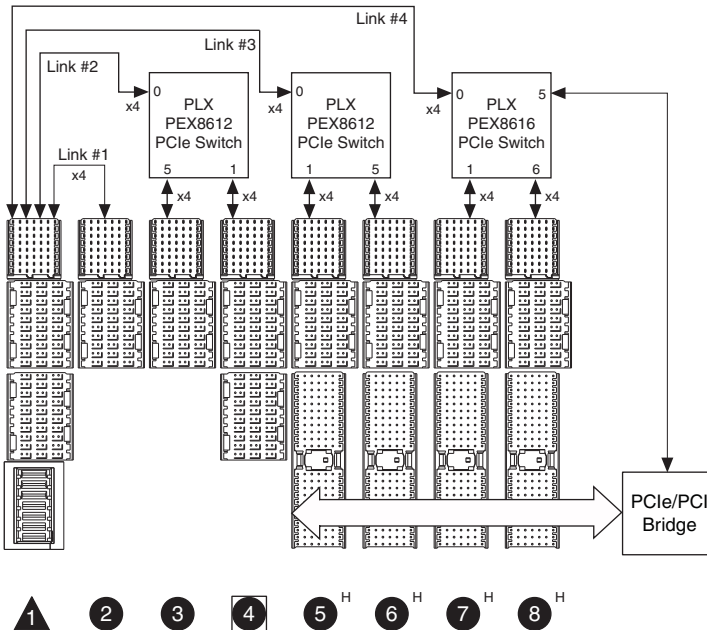 Link #4
Link #3
Link #2
x4
0
PLX
PEX8612
PCIe Switch
5
1
x4
0
PLX
PEX8612
PCIe Switch
1
5
x4
0
5
PLX
PEX8616
PCIe Switch
1
6
Link #1
x4
x4
x4
x4
x4
x4
x4
PCIe/PCI
Bridge
1
2
3
4
5 H
6 H
7 H
8 H